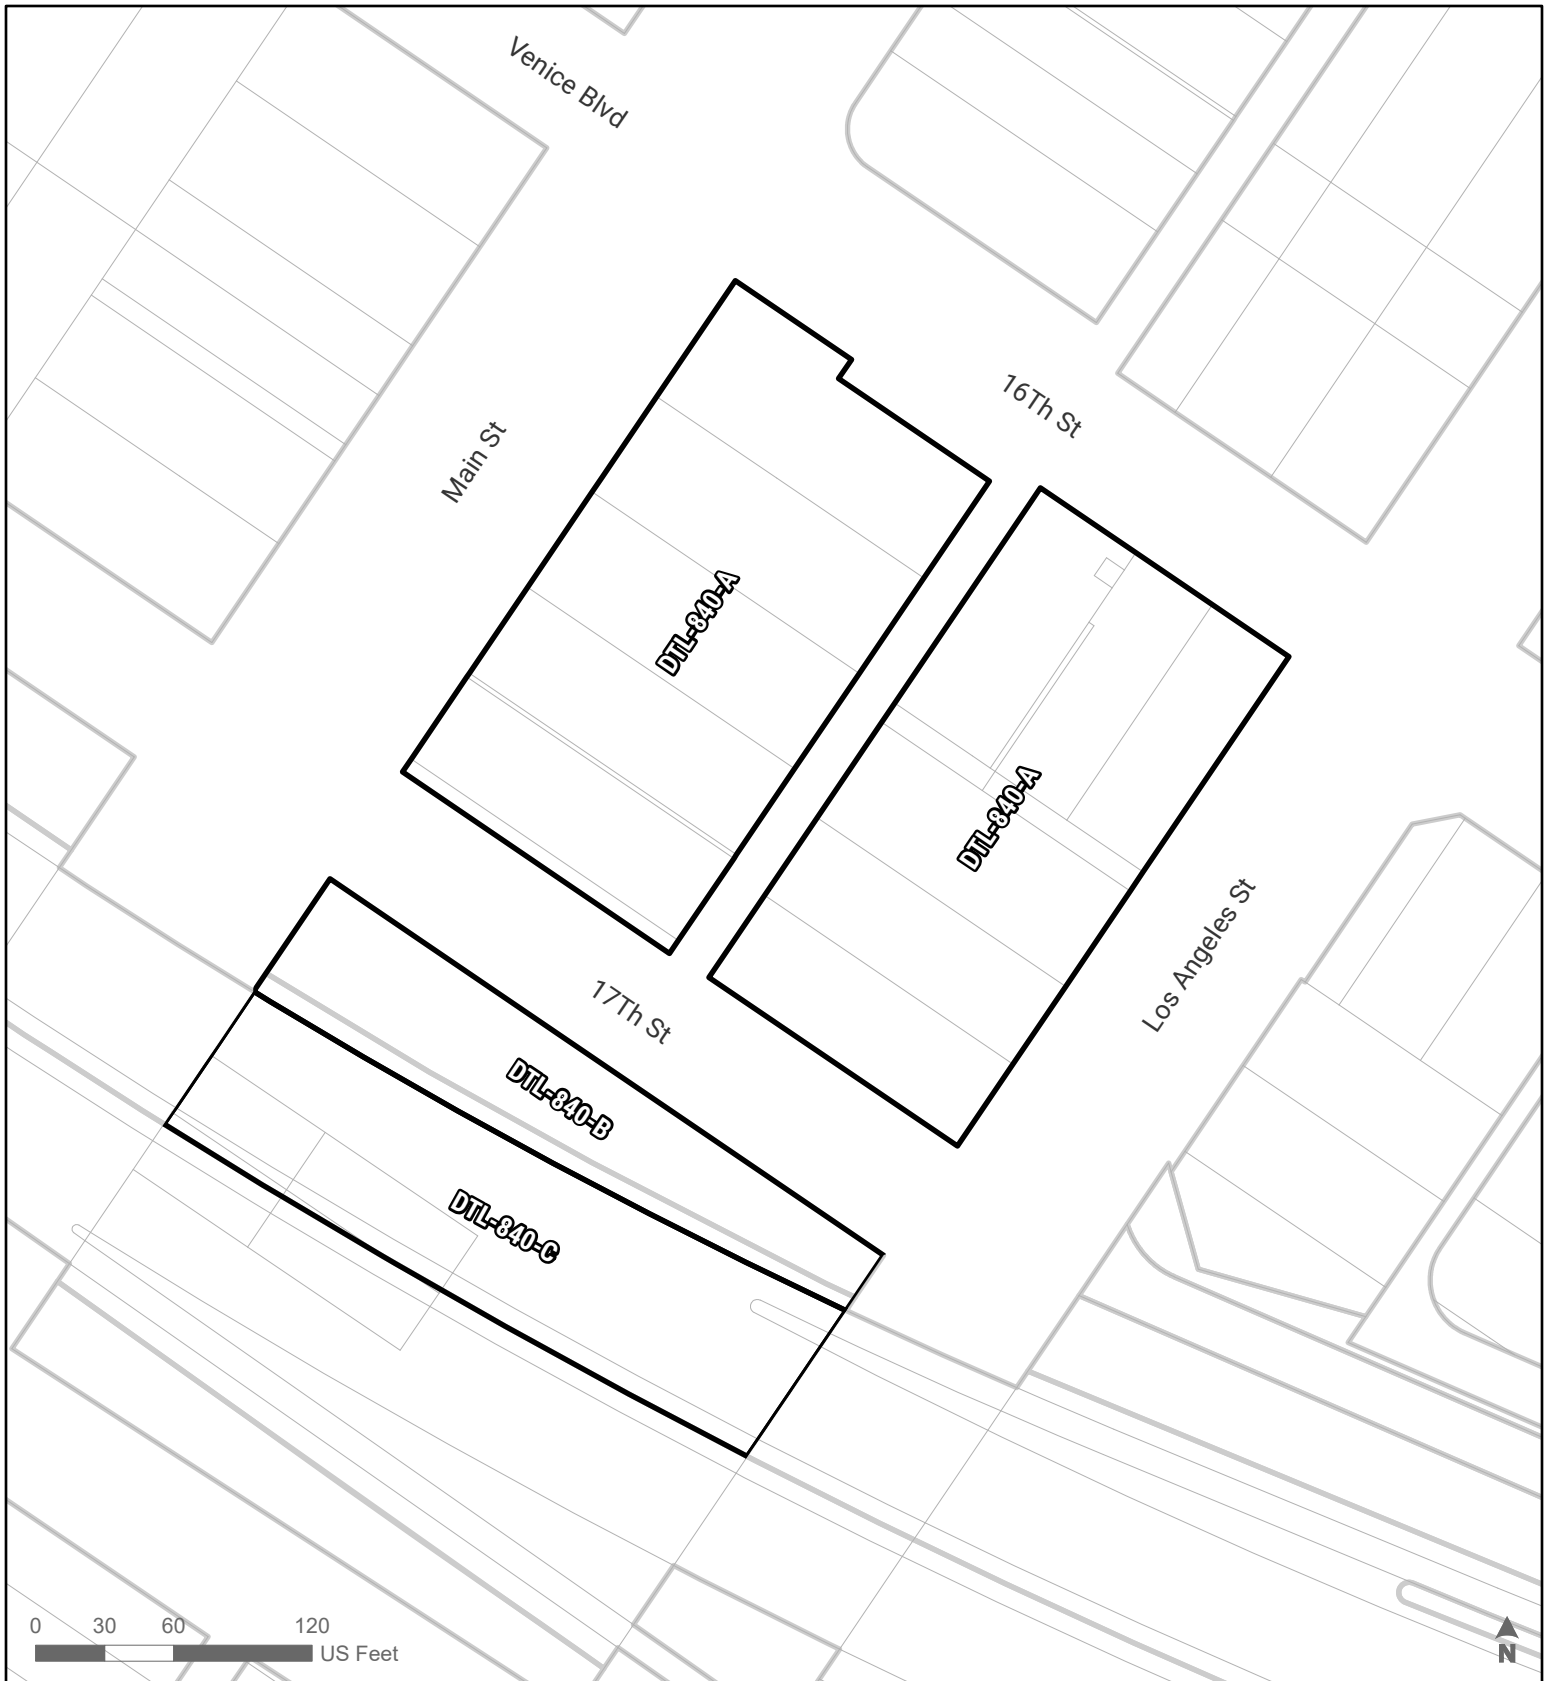 Venice Blvd
16Th St
Main St
DTL-840-A
DTL-840-A
Los Angeles St
17Th St
DTL-840-B
DTL-840-C
0 30 60 120
US Feet
N